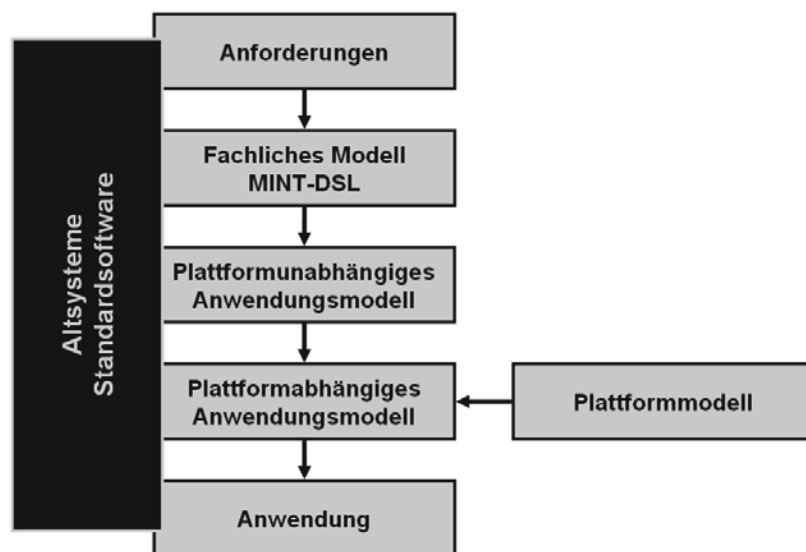 Anforderungen
Fachliches Modell
MINT-DSL
Plattformunabhängiges
Anwendungsmodell
Plattformabhängiges
Anwendungsmodell
Plattformmodell
Anwendung
Altsysteme
Standardsoftware